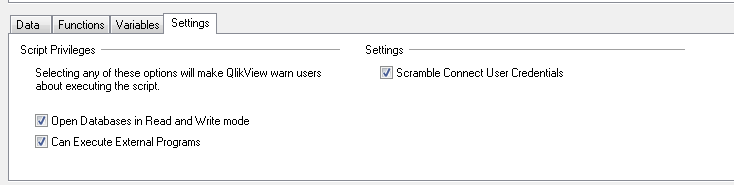 Data Functions Variables Settings
Script Privileges
Selecting any of these options will make QlikView warn users
about executing the script.
Open Databases in Read and Write mode
Can Execute External Programs
Settings
Scramble Connect User Credentials